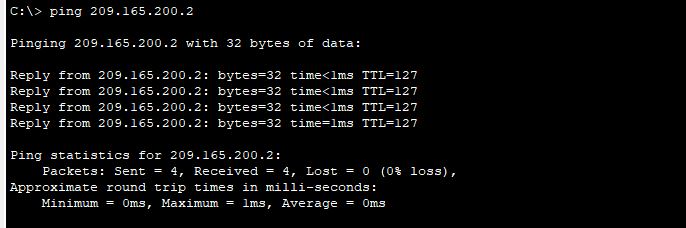 C:\> ping 209.165.200.2
Pinging 209.165.200.2 with 32 bytes of data:
Reply from 209.165.200.2: bytes=32 time<1ms TTL=127
Reply from 209.165.200.2: bytes=32 time<1ms TTL=127
Reply from 209.165.200.2: bytes=32 time<1ms TTL=127
Reply from 209.165.200.2: bytes=32 time=1ms TTL=127
Ping statistics for 209.165.200.2:
    Packets: Sent = 4, Received = 4, Lost = 0 (0% loss),
Approximate round trip times in milli-seconds:
    Minimum = 0ms, Maximum = 1ms, Average = 0ms